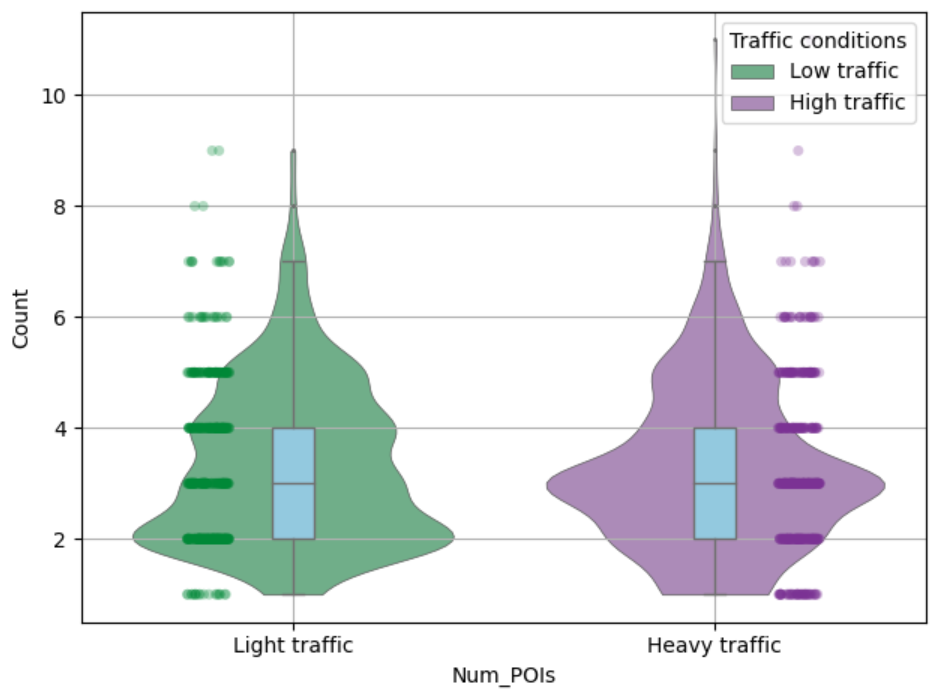 Traffic conditions
Low traffic
High traffic
10
8
6
4
2
Count
Light traffic
Heavy traffic
Num_POIs